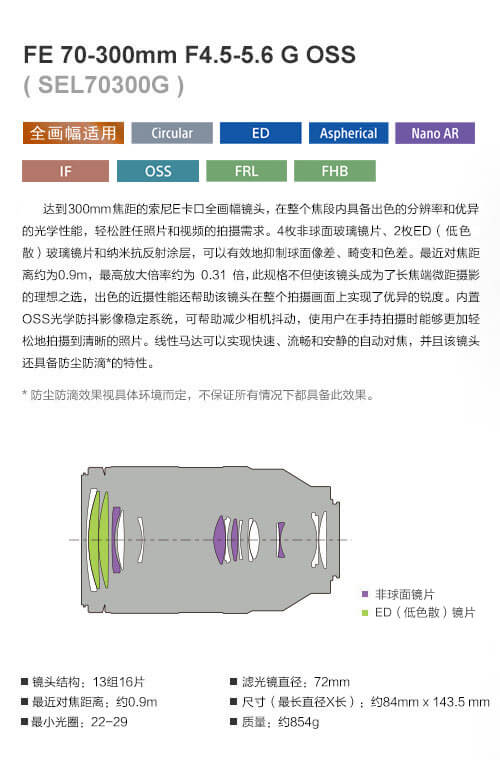 FE 70-300mm F4.5-5.6 G OSS
( SEL70300G )
全画幅适用 Circular ED Aspherical Nano AR
IF OSS FRL FHB
达到300mm焦距的索尼E卡口全画幅镜头，在整个焦段内具备出色的分辨率和优异
的光学性能，轻松胜任照片和视频的拍摄需求。4枚非球面玻璃镜片、2枚ED（ 低色
散）玻璃镜片和纳米抗反射涂层，可以有效地抑制球面像差、畸变和色差。最近对焦距
离约为0.9m，最高放大倍率约为 0.31 倍，此规格不但使该镜头成为了长焦端微距摄影
的理想之选，出色的近摄性能还帮助该镜头在整个拍摄画面上实现了优异的锐度。内置
OSS光学防抖影像稳定系统，可帮助减少相机抖动，使用户在手持拍摄时能够更加轻
松地拍摄到清晰的照片。线性马达可以实现快速、流畅和安静的自动对焦，并且该镜头
还具备防尘防滴*的特性。
* 防尘防滴效果视具体环境而定，不保证所有情况下都具备此效果。
非球面镜片
ED（低色散）镜片
■ 镜头结构：13组16片
■ 最近对焦距离：约0.9m
■ 最小光圈：22-29
■ 滤光镜直径：72mm
■ 尺寸（最长直径X长）：约84mm x 143.5 mm
■ 质量：约854g